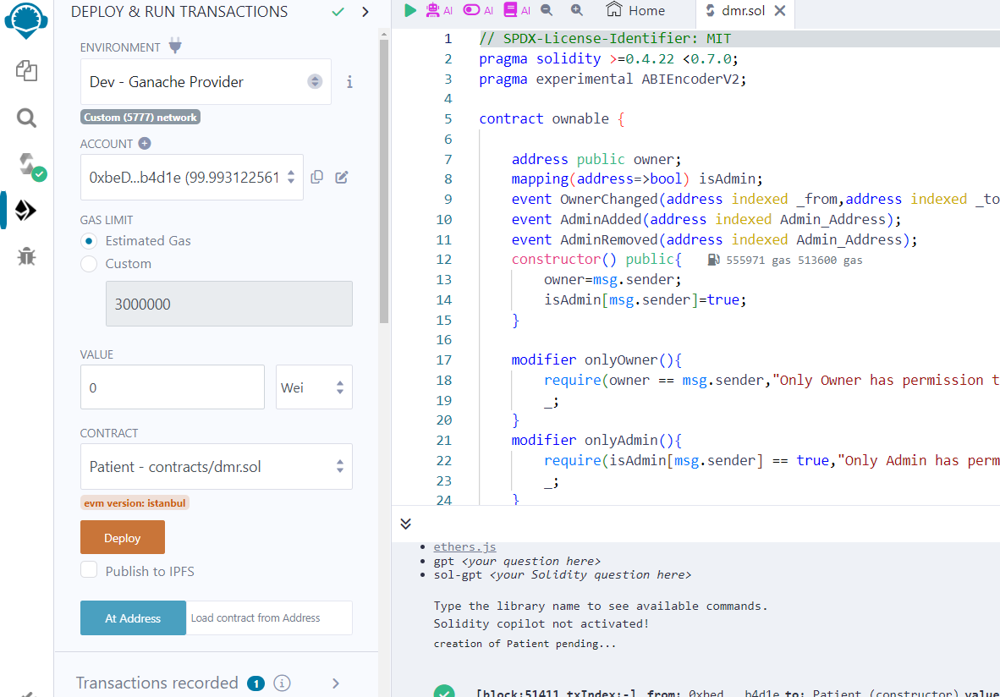 DEPLOY & RUN TRANSACTIONS
ENVIRONMENT
Dev - Ganache Provider
i
Custom (5777) network
ACCOUNT
0xbeD...b4d1e (99.993122561
GAS LIMIT
Estimated Gas
Custom
3000000
VALUE
0
Wei
CONTRACT
Patient - contracts/dmr.sol
evm version: istanbul
Deploy
Publish to IPFS
At Address
Load contract from Address
Transactions recorded 1 i
AI AI AI Home dmr.sol
1 // SPDX-License-Identifier: MIT
2 pragma solidity >=0.4.22 <0.7.0;
3 pragma experimental ABIEncoderV2;
4
5 contract ownable {
6
7 address public owner;
8 mapping(address=>bool) isAdmin;
9 event OwnerChanged(address indexed _from,address indexed _to
10 event AdminAdded(address indexed Admin_Address);
11 event AdminRemoved(address indexed Admin_Address);
12 constructor() public{ 555971 gas 513600 gas
13 owner=msg.sender;
14 isAdmin[msg.sender]=true;
15 }
16
17 modifier onlyOwner(){
18 require(owner == msg.sender,"Only Owner has permission t
19 _;
20 }
21 modifier onlyAdmin(){
22 require(isAdmin[msg.sender] == true,"Only Admin has perm
23 _;
24 }
• ethers.js
• gpt <your question here>
• sol-gpt <your Solidity question here>
Type the library name to see available commands.
Solidity copilot not activated!
creation of Patient pending...
[block:51411 txIndex:-] from: 0xbed...b4d1e to: Patient.(constructor) value